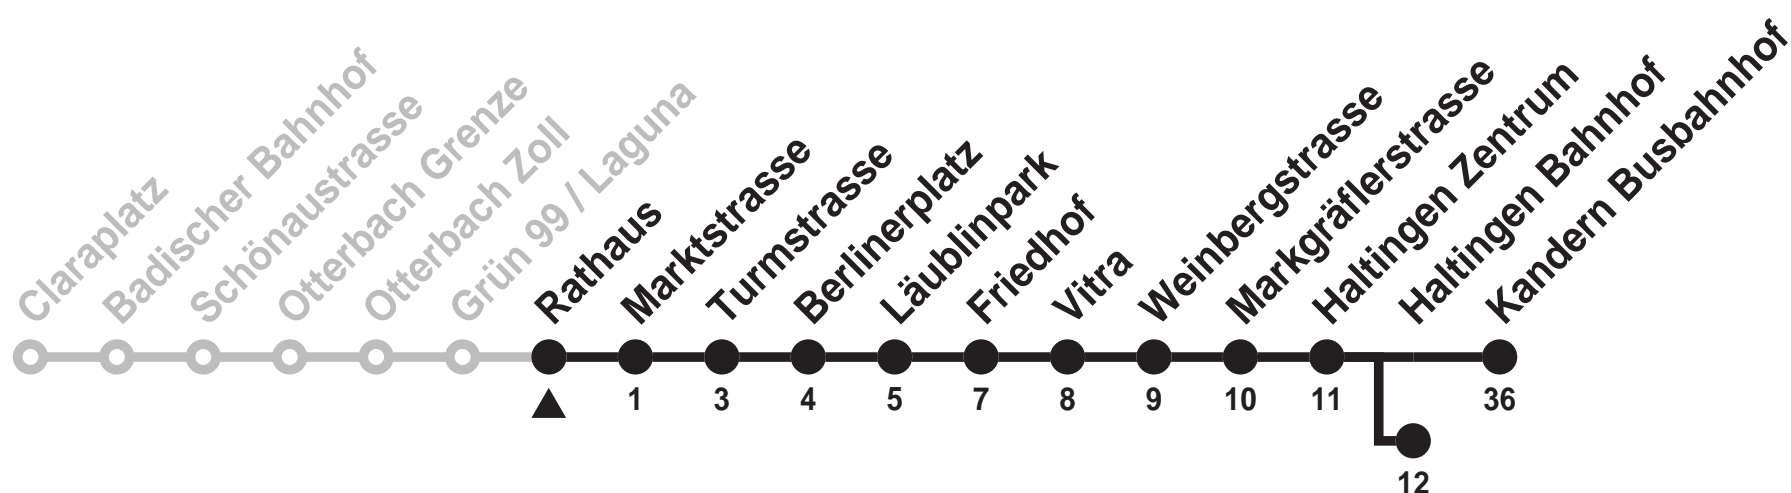 Claraplatz
Badischer Bahnhof
Schönaustrasse
Otterbach Grenze
Otterbach Zoll
Grün 99 / Laguna
Rathaus
Marktstrasse
Turmstrasse
Berlinerplatz
Läublinpark
Friedhof
Vitra
Weinbergstrasse
Markgräflerstrasse
Haltingen Zentrum
Haltingen Bahnhof
Kandern Busbahnhof
1 3 4 5 7 8 9 10 11 36
12